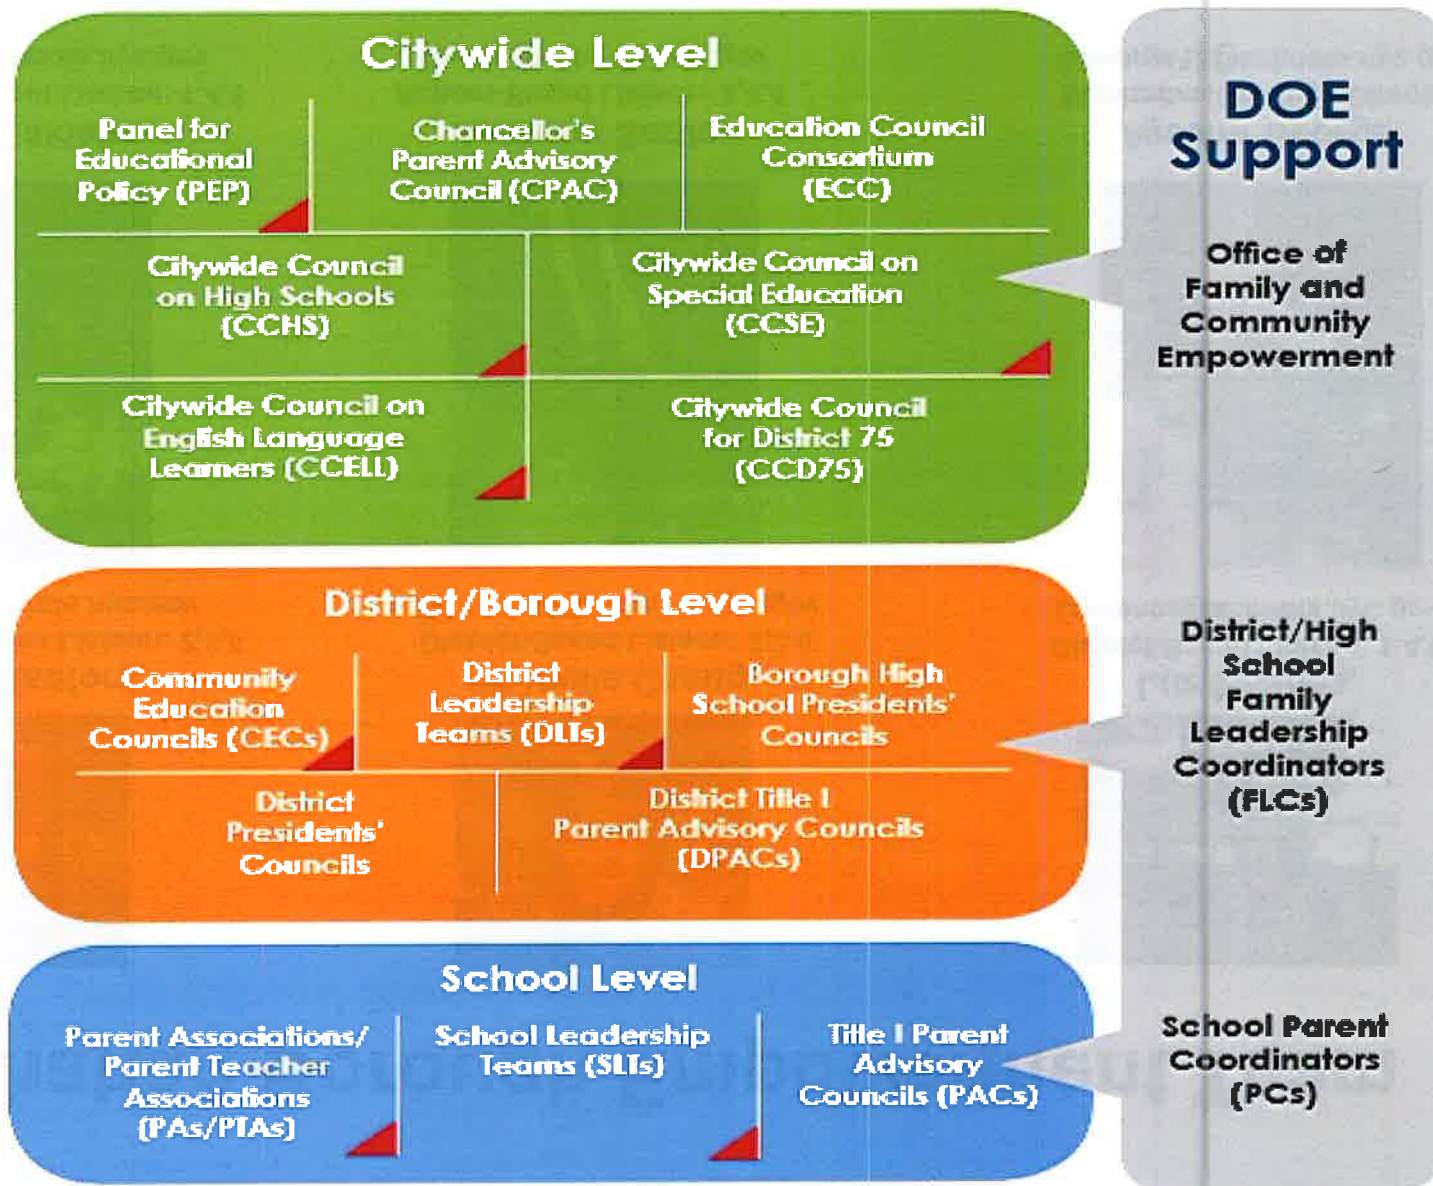 Citywide Level
Panel for
Educational
Policy (PEP)
Chancellor's
Parent Advisory
Council (CPAC)
Education Council
Consortium
(ECC)
Citywide Council
on High Schools
(CCHS)
Citywide Council on
Special Education
(CCSE)
Citywide Council on
English Language
Learners (CCELL)
Citywide Council
for District 75
(CCD75)
District/Borough Level
Community
Education
Councils (CECs)
District
Leadership
Teams (DLTs)
Borough High
School Presidents'
Councils
District
Presidents'
Councils
District Title I
Parent Advisory Councils
(DPACs)
School Level
Parent Associations/
Parent Teacher
Associations
(PAs/PTAs)
School Leadership
Teams (SLTs)
Title I Parent
Advisory
Councils (PACs)
DOE
Support
Office of
Family and
Community
Empowerment
District/High
School
Family
Leadership
Coordinators
(FLCs)
School Parent
Coordinators
(PCs)